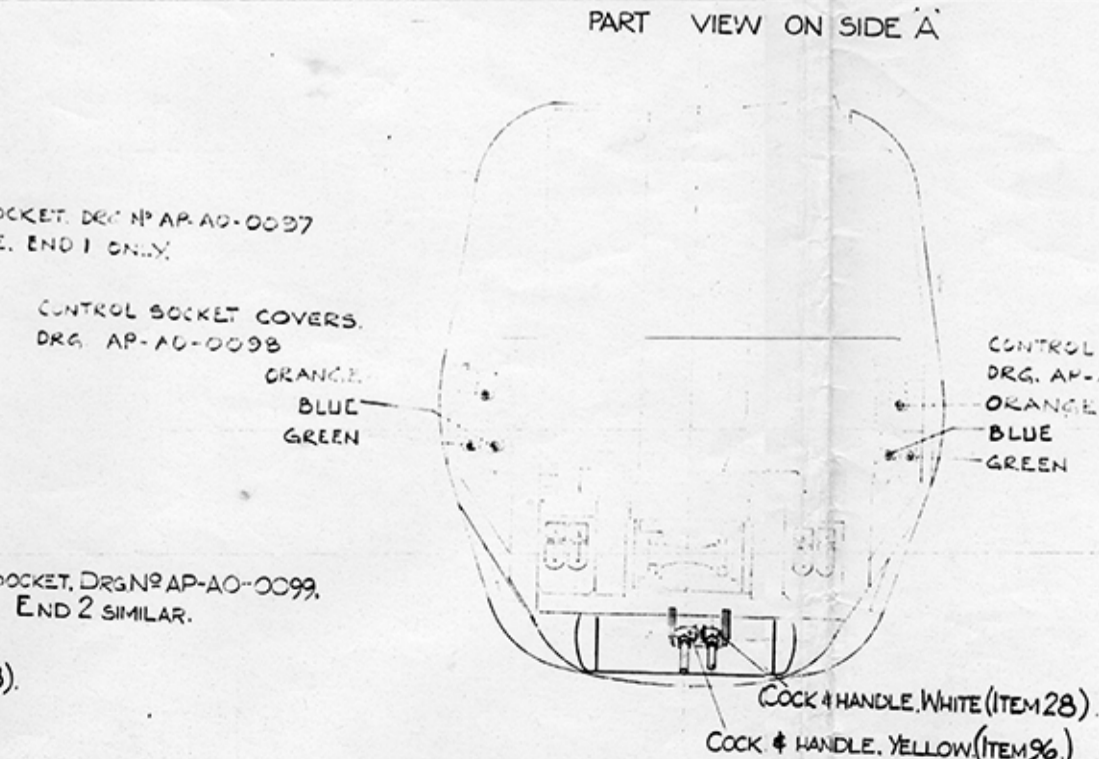 PART VIEW ON SIDE 'A'
OCKET. DRG Nº AP-AO-0097
E. END 1 ONLY.
CONTROL SOCKET COVERS.
DRG AP-AO-0098
ORANGE
BLUE
GREEN
CONTROL
DRG. AP-
ORANGE
BLUE
GREEN
OCKET. DRG Nº AP-AO-0099.
END 2 SIMILAR.
).
COCK & HANDLE. WHITE (ITEM 28).
COCK & HANDLE. YELLOW. (ITEM 96.)